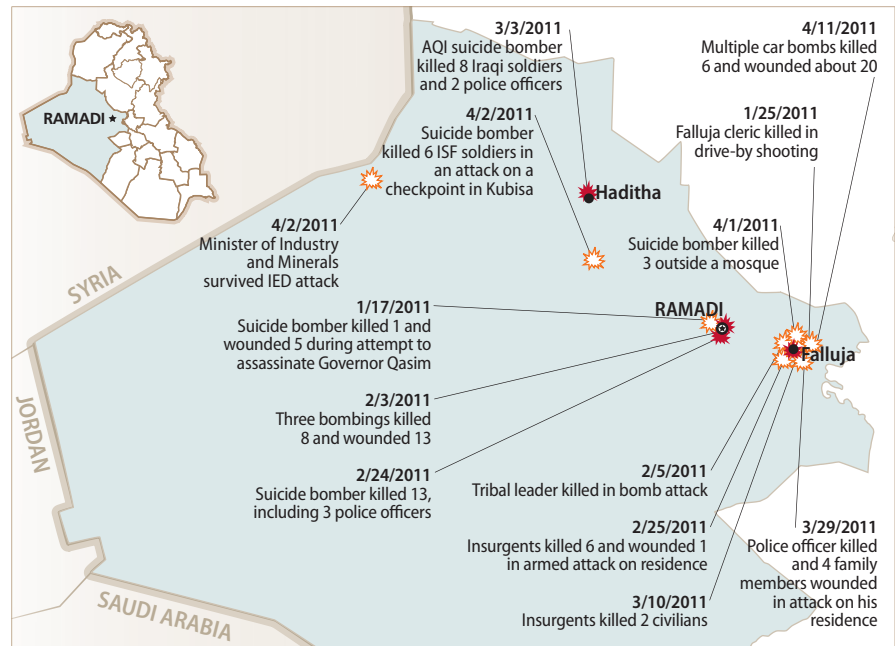 3/3/2011
AQI suicide bomber
killed 8 Iraqi soldiers
and 2 police officers
4/11/2011
Multiple car bombs killed
6 and wounded about 20
RAMADI
4/2/2011
Suicide bomber
killed 6 ISF soldiers in
an attack on a
checkpoint in Kubisa
1/25/2011
Falluja cleric killed in
drive-by shooting
Haditha
4/2/2011
Minister of Industry
and Minerals
survived IED attack
4/1/2011
Suicide bomber killed
3 outside a mosque
SYRIA
1/17/2011
Suicide bomber killed 1 and
wounded 5 during attempt to
assassinate Governor Qasim
RAMADI
Falluja
JORDAN
2/3/2011
Three bombings killed
8 and wounded 13
2/24/2011
Suicide bomber killed 13,
including 3 police officers
2/5/2011
Tribal leader killed in bomb attack
2/25/2011
Insurgents killed 6 and wounded 1
in armed attack on residence
3/29/2011
Police officer killed
and 4 family
members wounded
in attack on his
residence
3/10/2011
Insurgents killed 2 civilians
SAUDI ARABIA